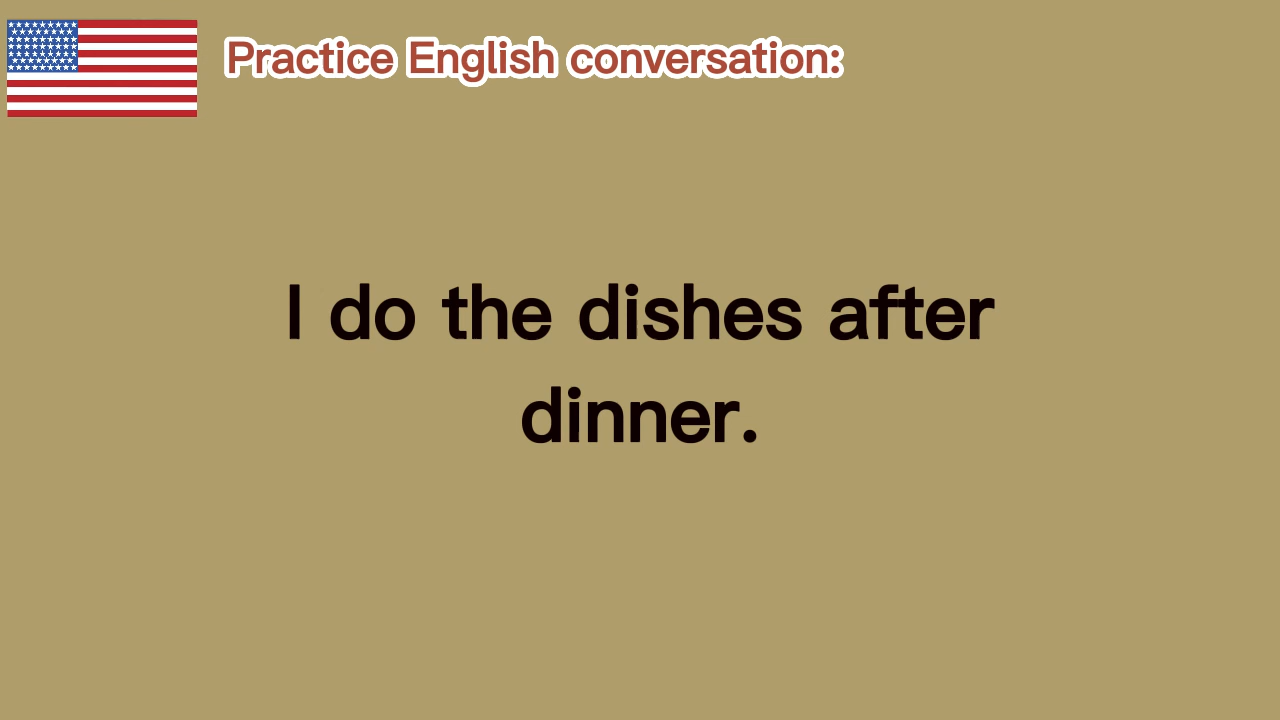 Practice English conversation:
I do the dishes after
dinner.